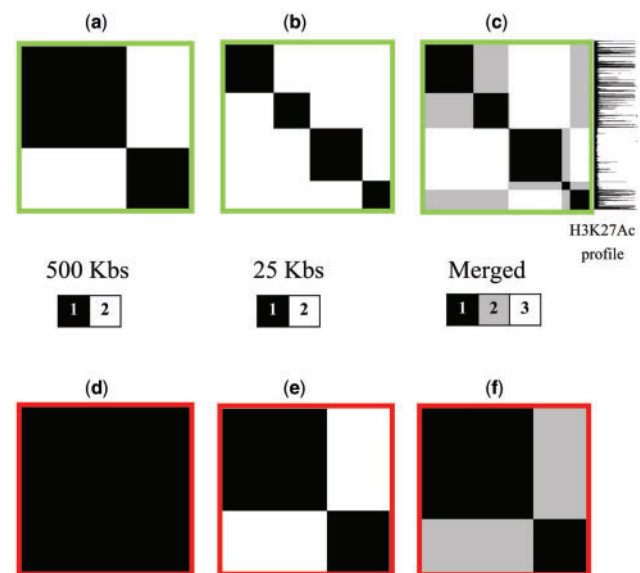 (a) (b) (c)
H3K27Ac
profile
500 Kbs 25 Kbs Merged
1 2 1 2 1 2 3
(d) (e) (f)